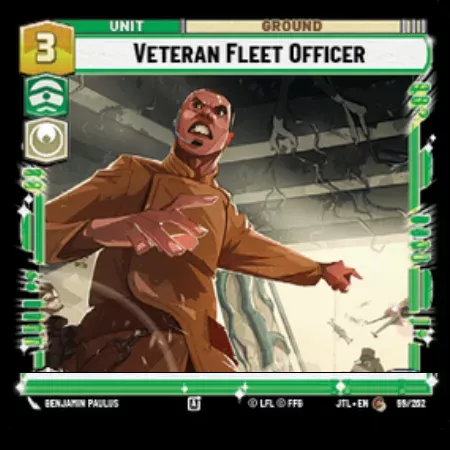 UNIT GROUND
3
VETERAN FLEET OFFICER
BENJAMIN PAULUS © LFL © FFG JTL • EN 99/262